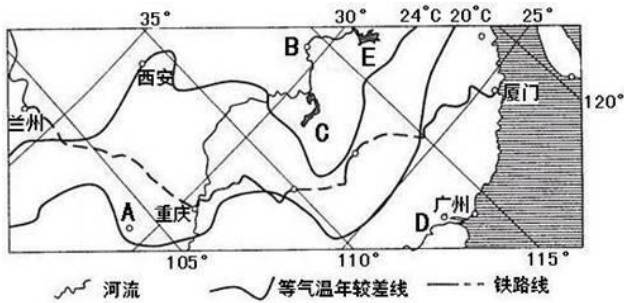 35° 30° 24°C 20°C 25°
B E
西安
厦门
兰州 120°
C
A 重庆 D 广州
105° 110° 115°
河流 等气温年较差线 铁路线